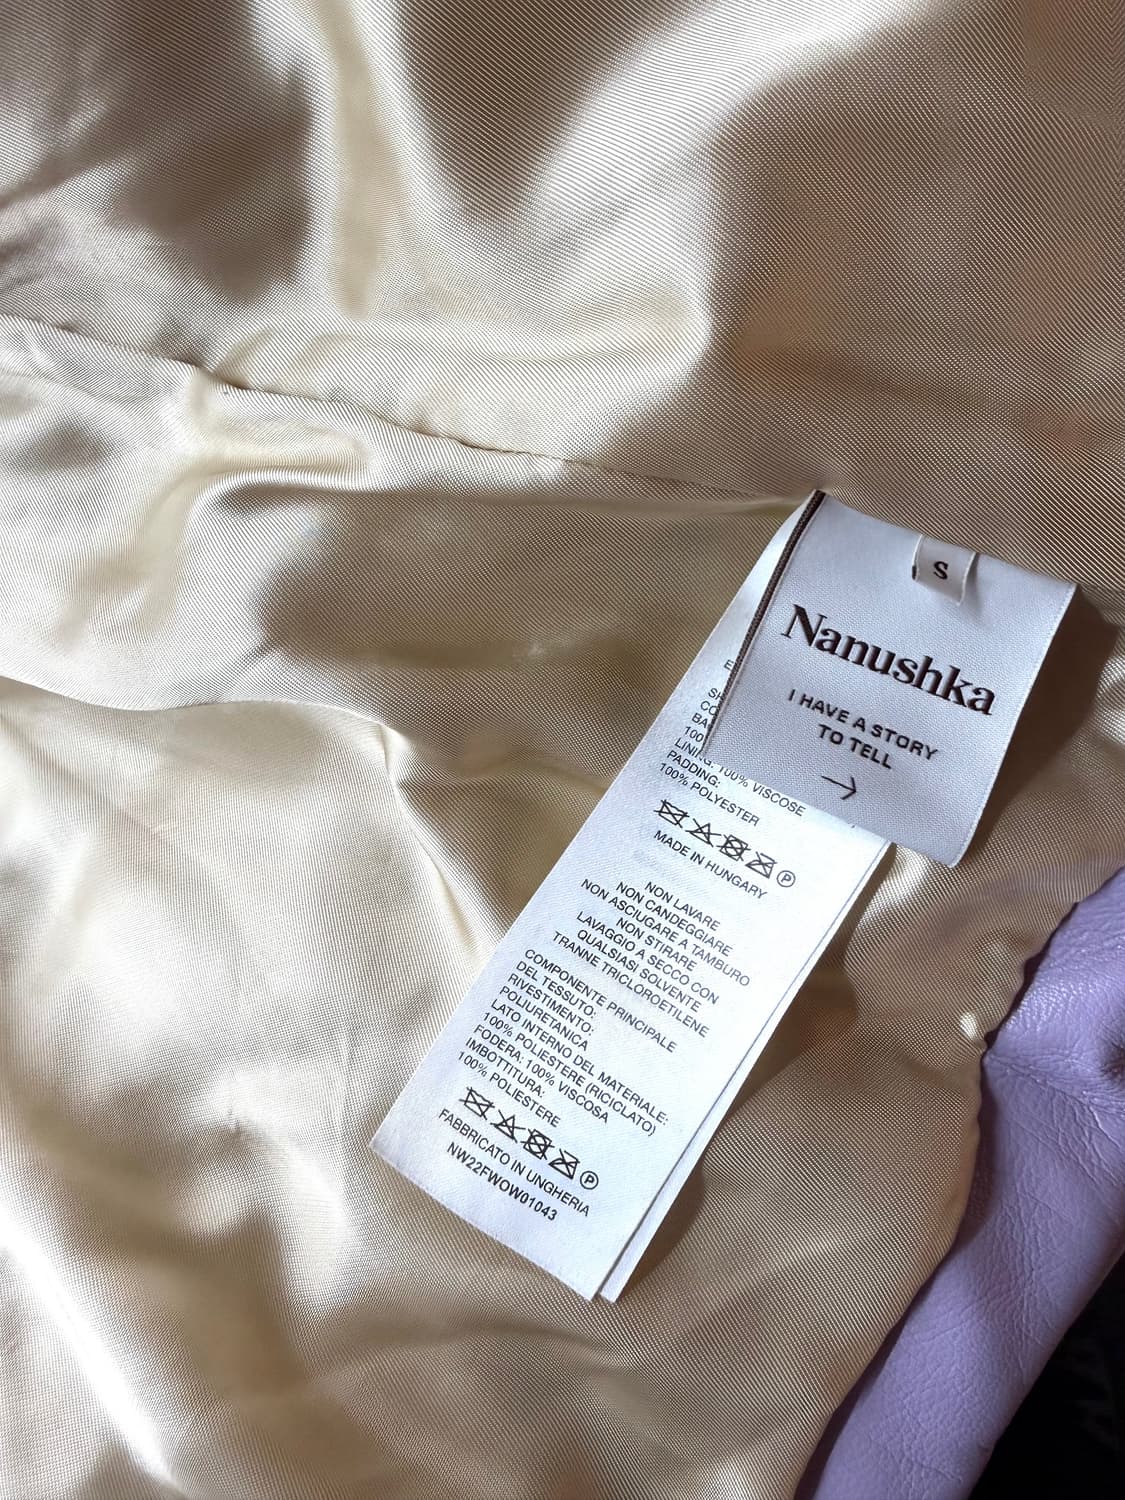 S
Nanushka
I HAVE A STORY
TO TELL
100% VISCOSE
PADDING:
100% POLYESTER
P
MADE IN HUNGARY
NON LAVARE
NON CANDEGGIARE
NON ASCIUGARE A TAMBURO
NON STIRARE
LAVAGGIO A SECCO CON
QUALSIASI SOLVENTE
TRANNE TRICLOROETILENE
COMPONENTE PRINCIPALE
DEL TESSUTO:
RIVESTIMENTO:
POLIURETANICA
LATO INTERNO DEL MATERIALE:
100% POLIESTERE (RICICLATO)
FODERA: 100% VISCOSA
IMBOTTITURA:
100% POLIESTERE
P
FABBRICATO IN UNGHERIA
NW22FWOW01043